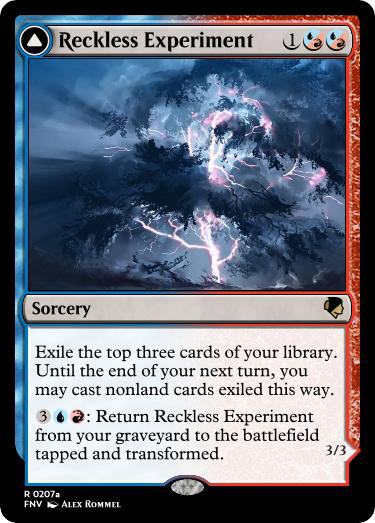 Reckless Experiment 1
Sorcery
Exile the top three cards of your library.
Until the end of your next turn, you
may cast nonland cards exiled this way.
3: Return Reckless Experiment
from your graveyard to the battlefield
tapped and transformed.
3/3
R 0207a
FNV Alex Rommel